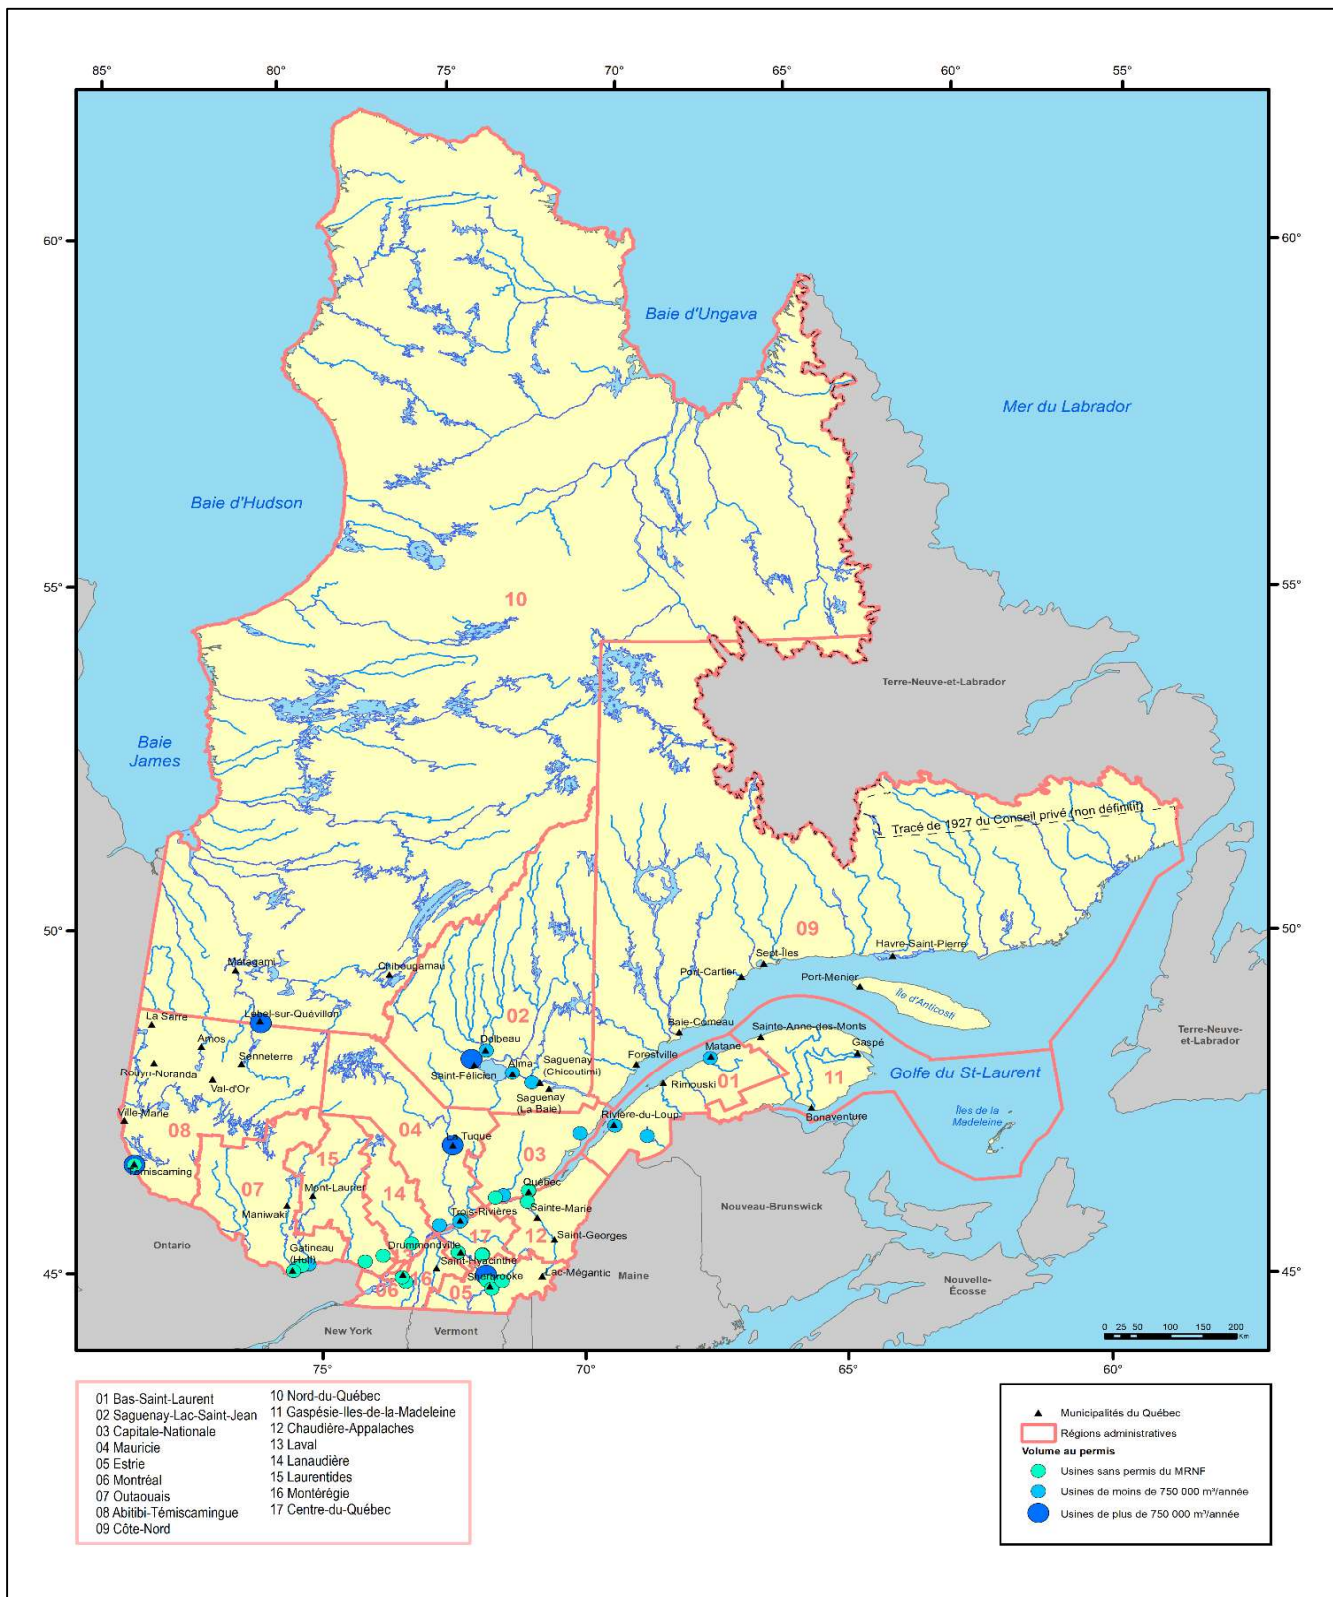 85° 80° 75° 70° 65° 60° 55°
60° 60°
Baie d'Ungava
Mer du Labrador
Baie d'Hudson
55° 55°
10
Terre-Neuve-et-Labrador
Baie
James
Tracé de 1927 du Conseil privé (non définitif)
50° 50°
09
Havre-Saint-Pierre
Sept-Îles
Matagami
Chibougamau
Port-Cartier
Port-Menier
Île d'Anticosti
La Sarre
Lebel-sur-Quévillon
02
Baie-Comeau
Sainte-Anne-des-Monts
Terre-Neuve-
et-Labrador
Amos
Dolbeau
Matane
Gaspé
Senneterre
Saguenay
(Chicoutimi)
Forestville
Rouyn-Noranda
Saint-Félicien
Alma
Golfe du St-Laurent
Val-d'Or
Rimouski
01
11
Saguenay
(La Baie)
Ville-Marie
Rivière-du-Loup
Bonaventure
Îles de la
Madeleine
08
04
Tuque
03
15
Témiscaming
07
14
Québec
Mont-Laurier
Maniwaki
Trois-Rivières
Sainte-Marie
Nouveau-Brunswick
17
12
Saint-Georges
Ontario
Gatineau
(Hull)
Drummondville
Saint-Hyacinthe
Lac-Mégantic
Maine
45° 45°
16
Sherbrooke
06
05
Nouvelle-
Écosse
New York
Vermont
0 25 50 100 150 200
Km
75° 70° 65° 60°
01 Bas-Saint-Laurent
02 Saguenay-Lac-Saint-Jean
03 Capitale-Nationale
04 Mauricie
05 Estrie
06 Montréal
07 Outaouais
08 Abitibi-Témiscamingue
09 Côte-Nord
10 Nord-du-Québec
11 Gaspésie-Iles-de-la-Madeleine
12 Chaudière-Appalaches
13 Laval
14 Lanaudière
15 Laurentides
16 Montérégie
17 Centre-du-Québec
Municipalités du Québec
Régions administratives
Volume au permis
Usines sans permis du MRNF
Usines de moins de 750 000 m³/année
Usines de plus de 750 000 m³/année